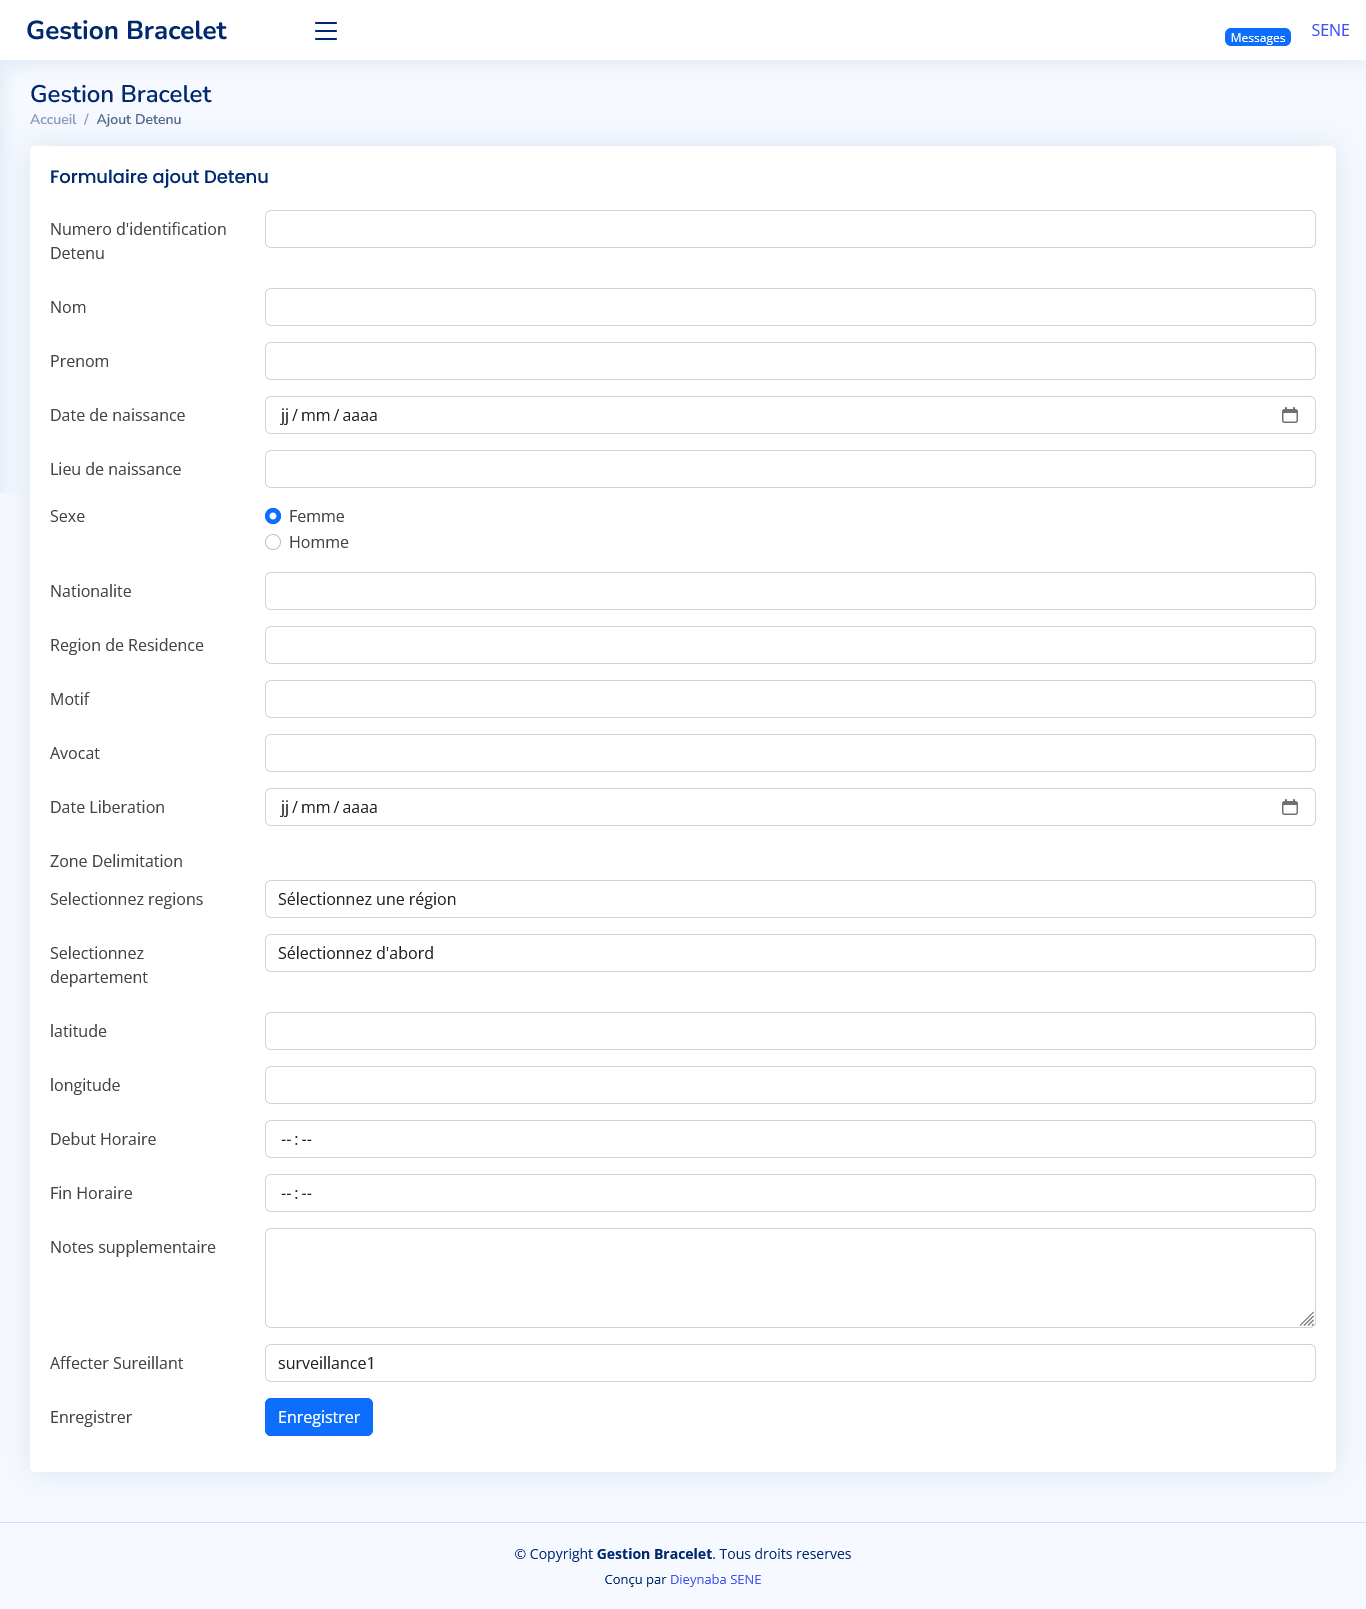 Gestion Bracelet
Messages
SENE
Gestion Bracelet
Accueil / Ajout Detenu
Formulaire ajout Detenu
Numero d'identification
Detenu
Nom
Prenom
Date de naissance
jj / mm / aaaa
Lieu de naissance
Sexe
Femme
Homme
Nationalite
Region de Residence
Motif
Avocat
Date Liberation
jj / mm / aaaa
Zone Delimitation
Selectionnez regions
Sélectionnez une région
Selectionnez
departement
Sélectionnez d'abord
latitude
longitude
Debut Horaire
-- : --
Fin Horaire
-- : --
Notes supplementaire
Affecter Sureillant
surveillance1
Enregistrer
Enregistrer
© Copyright Gestion Bracelet. Tous droits reserves
Conçu par Dieynaba SENE